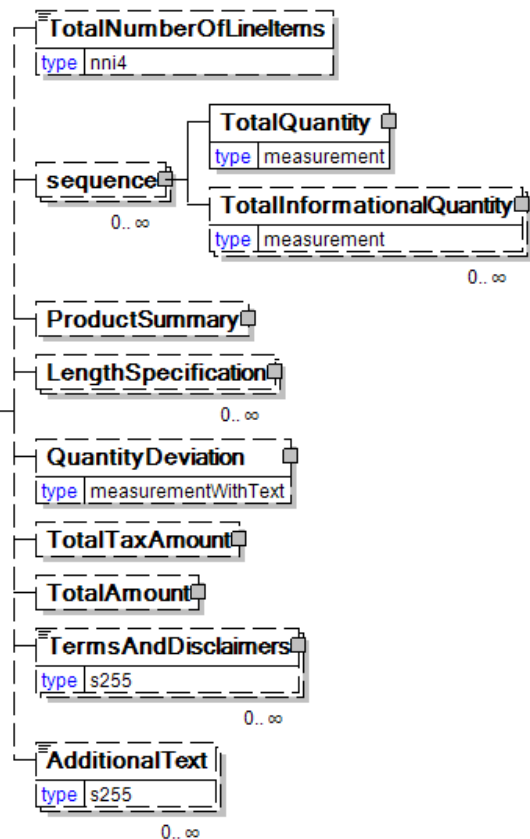 TotalNumberOfLineItems
type nni4
TotalQuantity
type measurement
sequence
0.. ∞
TotalInformationalQuantity
type measurement
0.. ∞
ProductSummary
LengthSpecification
0.. ∞
QuantityDeviation
type measurementWithText
TotalTaxAmount
TotalAmount
TermsAndDisclaimers
type s255
0.. ∞
AdditionalText
type s255
0.. ∞